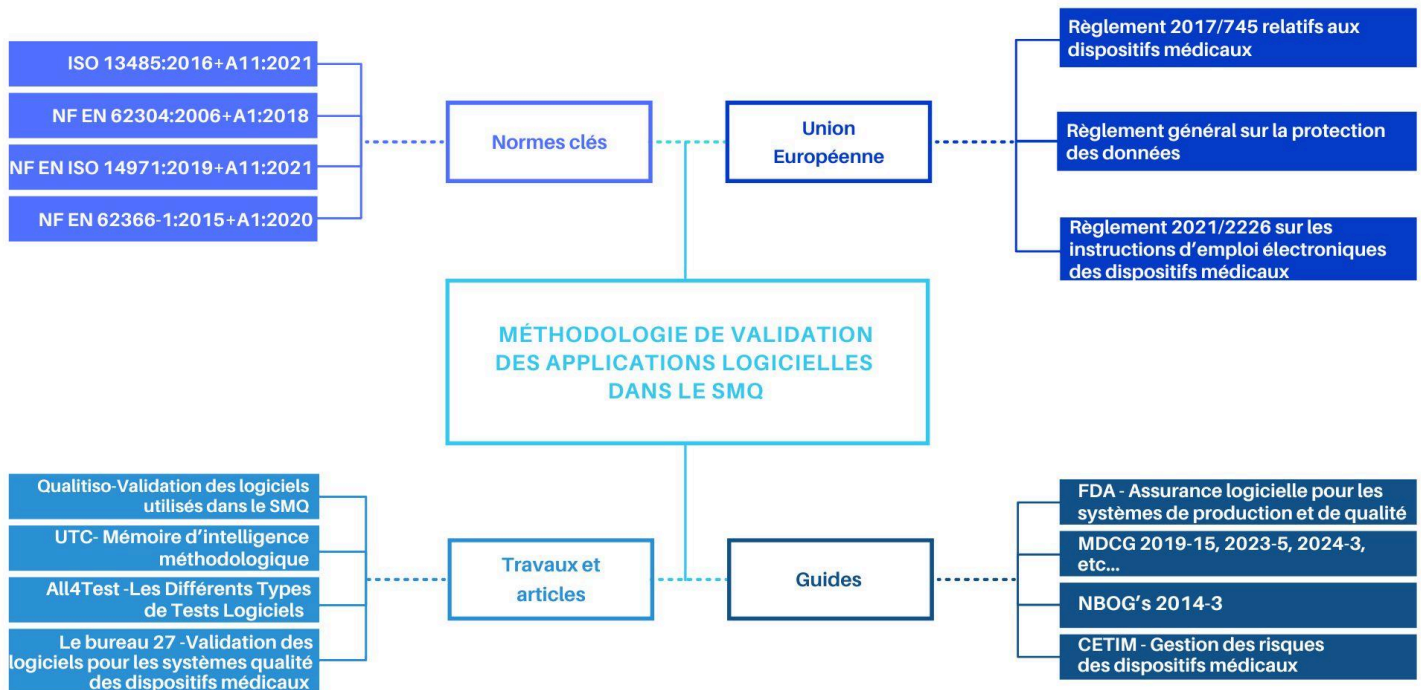 ISO 13485:2016+A11:2021
NF EN 62304:2006+A1:2018
NF EN ISO 14971:2019+A11:2021
NF EN 62366-1:2015+A1:2020
Normes clés
Union
Européenne
Règlement 2017/745 relatifs aux
dispositifs médicaux
Règlement général sur la protection
des données
Règlement 2021/2226 sur les
instructions d'emploi électroniques
des dispositifs médicaux
MÉTHODOLOGIE DE VALIDATION
DES APPLICATIONS LOGICIELLES
DANS LE SMQ
Qualitiso-Validation des logiciels
utilisés dans le SMQ
UTC- Mémoire d'intelligence
méthodologique
All4Test -Les Différents Types
de Tests Logiciels
Le bureau 27 -Validation des
logiciels pour les systèmes qualité
des dispositifs médicaux
Travaux et
articles
Guides
FDA - Assurance logicielle pour les
systèmes de production et de qualité
MDCG 2019-15, 2023-5, 2024-3,
etc...
NBOG's 2014-3
CETIM - Gestion des risques
des dispositifs médicaux